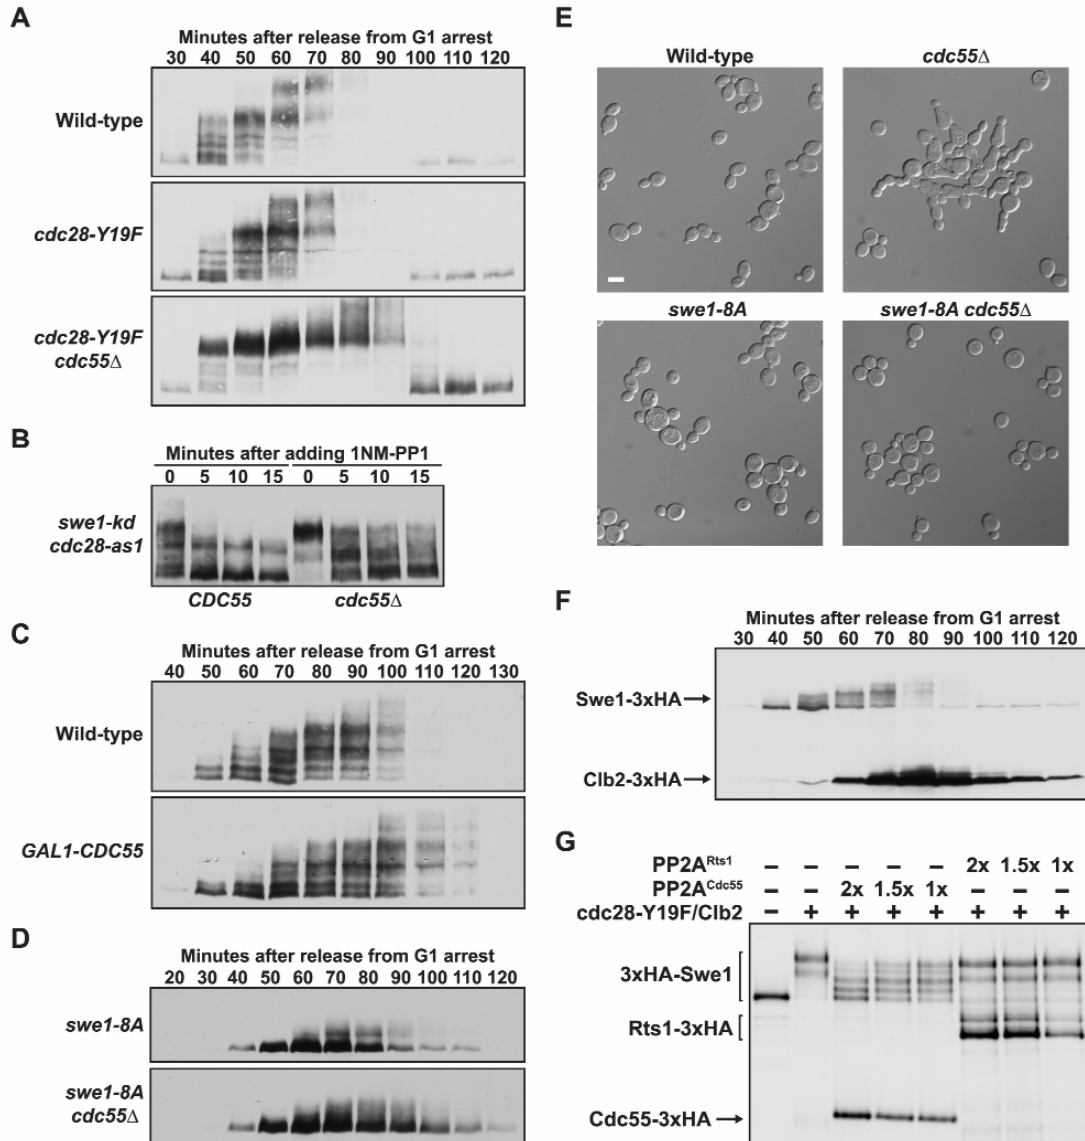 A
Minutes after release from G1 arrest
30 40 50 60 70 80 90 100 110 120
Wild-type
cdc28-Y19F
cdc28-Y19F
cdc55Δ
B
Minutes after adding 1NM-PP1
0 5 10 15 0 5 10 15
swe1-kd
cdc28-as1
CDC55 cdc55Δ
C
Minutes after release from G1 arrest
40 50 60 70 80 90 100 110 120 130
Wild-type
GAL1-CDC55
D
Minutes after release from G1 arrest
20 30 40 50 60 70 80 90 100 110 120
swe1-8A
swe1-8A
cdc55Δ
E
Wild-type cdc55Δ
swe1-8A swe1-8A cdc55Δ
F
Minutes after release from G1 arrest
30 40 50 60 70 80 90 100 110 120
Swe1-3xHA
Clb2-3xHA
G
PP2A^Rts1 – – – – – 2x 1.5x 1x
PP2A^Cdc55 – – 2x 1.5x 1x – – –
cdc28-Y19F/Clb2 – + + + + + + +
3xHA-Swe1
Rts1-3xHA
Cdc55-3xHA